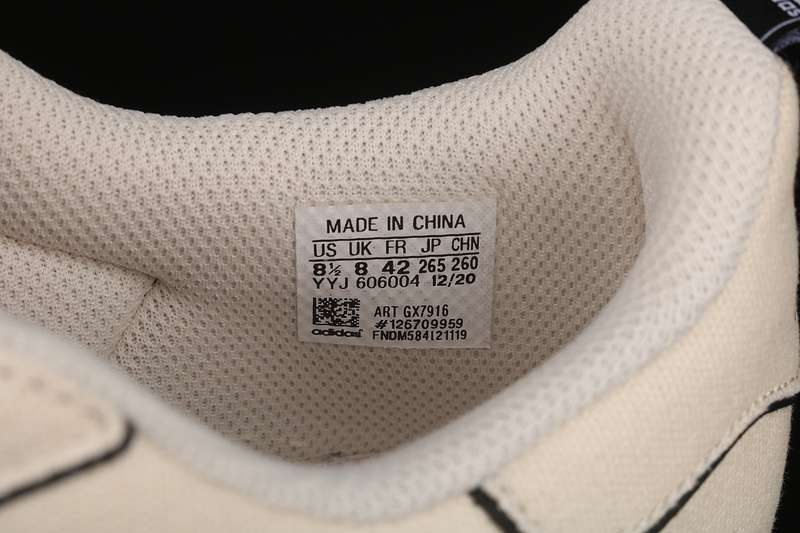 MADE IN CHINA
US UK FR JP CHN
8½ 8 42 265 260
YYJ 606004 12/20
ART GX7916
#126709959
adidas FNDM584121119